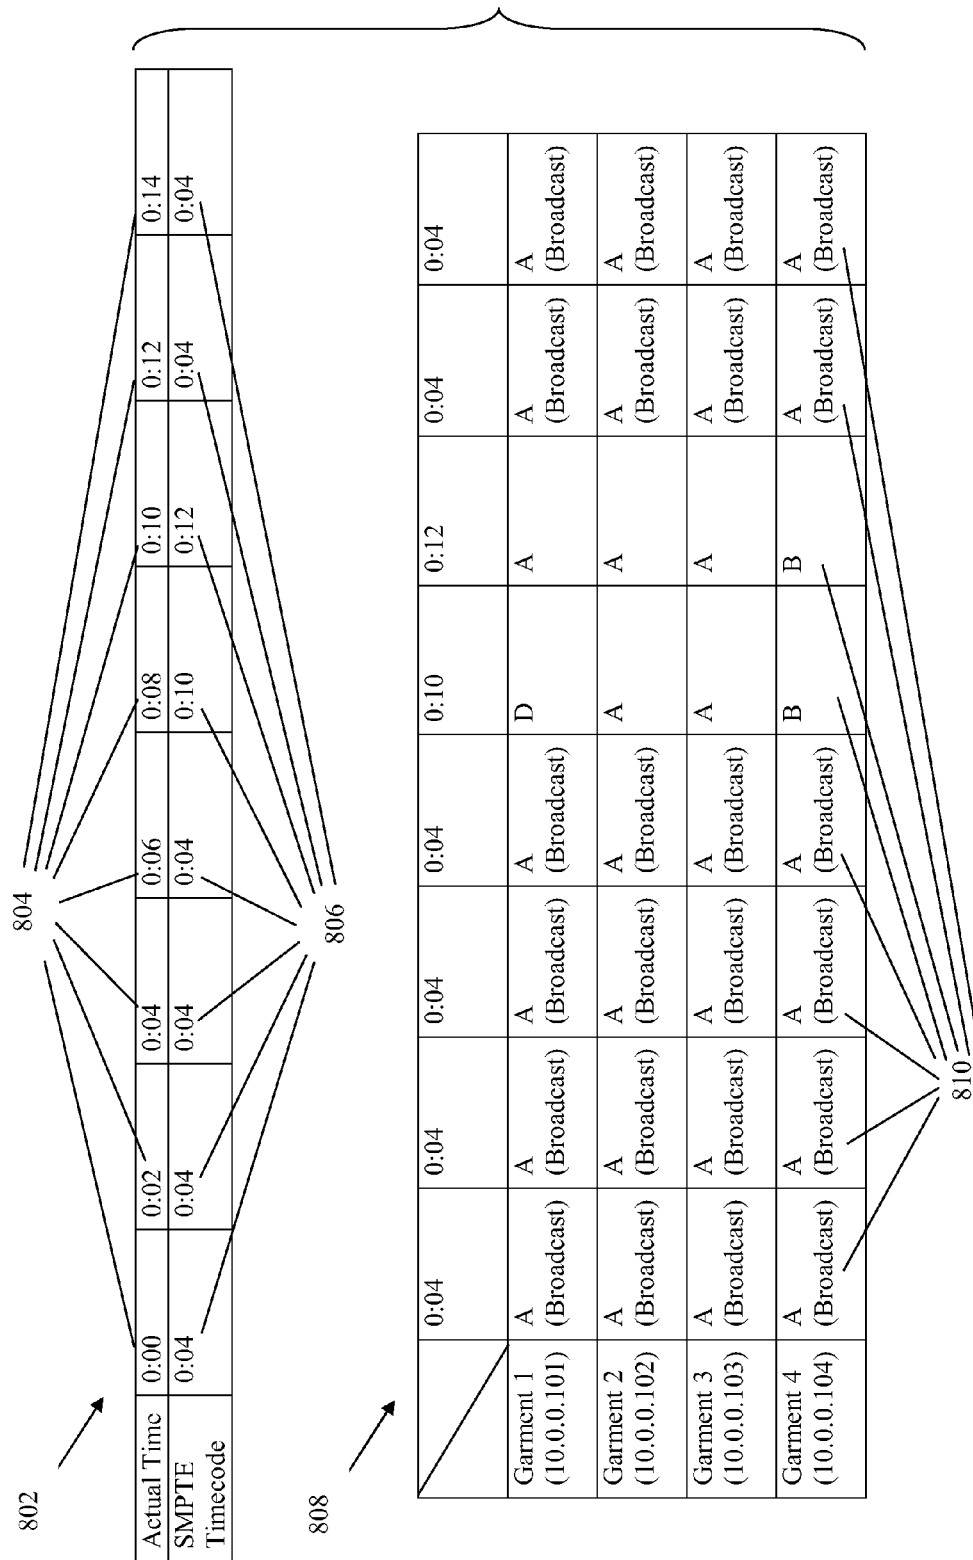 802
804
Actual Time 0:00 0:02 0:04 0:06 0:08 0:10 0:12 0:14
SMPTE 0:04 0:04 0:04 0:04 0:10 0:12 0:04 0:04
Timecode
806
808
0:04 0:04 0:04 0:04 0:10 0:12 0:04 0:04
Garment 1 A A A A D A A A
(10.0.0.101) (Broadcast) (Broadcast) (Broadcast) (Broadcast) (Broadcast) (Broadcast)
Garment 2 A A A A A A A A
(10.0.0.102) (Broadcast) (Broadcast) (Broadcast) (Broadcast) (Broadcast) (Broadcast)
Garment 3 A A A A A A A A
(10.0.0.103) (Broadcast) (Broadcast) (Broadcast) (Broadcast) (Broadcast) (Broadcast)
Garment 4 A A A A B B A A
(10.0.0.104) (Broadcast) (Broadcast) (Broadcast) (Broadcast) (Broadcast) (Broadcast)
810